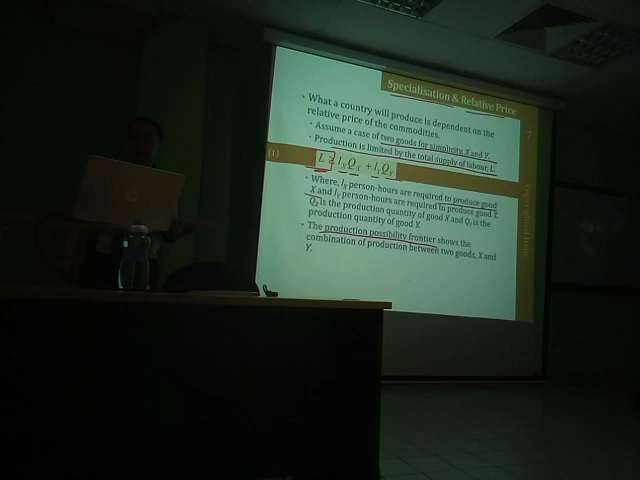 Specialisation & Relative Price
7
• What a country will produce is dependent on the
relative price of the commodities.
• Assume a case of two goods for simplicity, X and Y.
• Production is limited by the total supply of labour, L.
(1) L ≥ lₓQₓ + lᵧQᵧ
• Where, lₓ person-hours are required to produce good
X and lᵧ person-hours are required to produce good Y.
Qₓ is the production quantity of good X and Qᵧ is the
production quantity of good Y.
• The production possibility frontier shows the
combination of production between two goods, X and
Y.